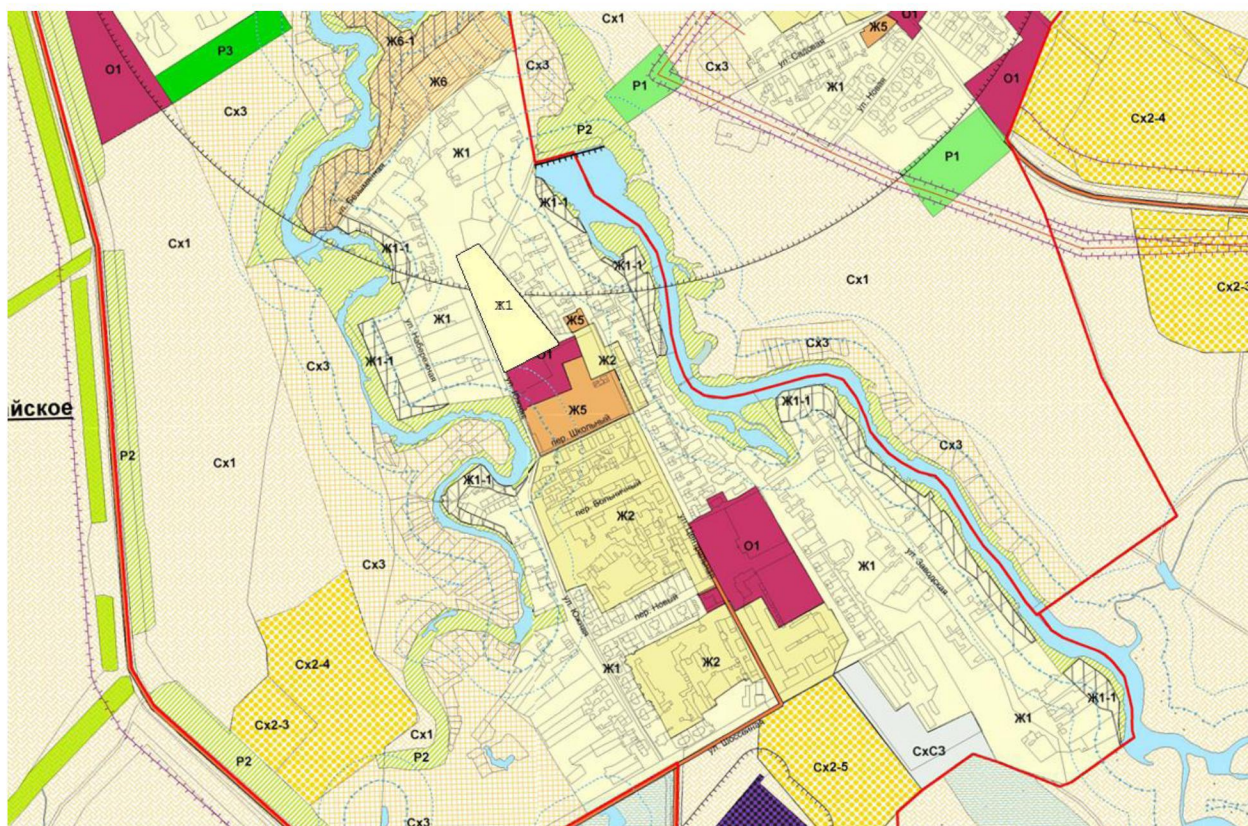 Сх1
О1
Ж5
Ж6-1
Р3
О1
Ж6
Сх3
Сх3
ул. Садовая
О1
Р1
Ж1
ул. Новая
Сх3
Сх2-4
Р2
Ж1
Р1
Ж1-1
Сх1
Ж1-1
Ж1-1
Сх1
Сх2-3
Ж1
Ж1
ул. Набережная
Ж5
Сх3
О1
Ж2
Ж1-1
Сх3
Ж5
Ж1-1
йское
пер. Школьный
Сх3
Р2
Сх1
Ж1-1
пер. Больничный
Ж2
О1
Ж1
ул. Заводская
Сх3
пер. Новый
ул. Южная
Сх2-4
Ж1
Ж2
Ж1-1
Сх2-3
Ж1
Сх1
ул. Шоссейная
СхС3
Р2
Р2
Сх2-5
Сх3